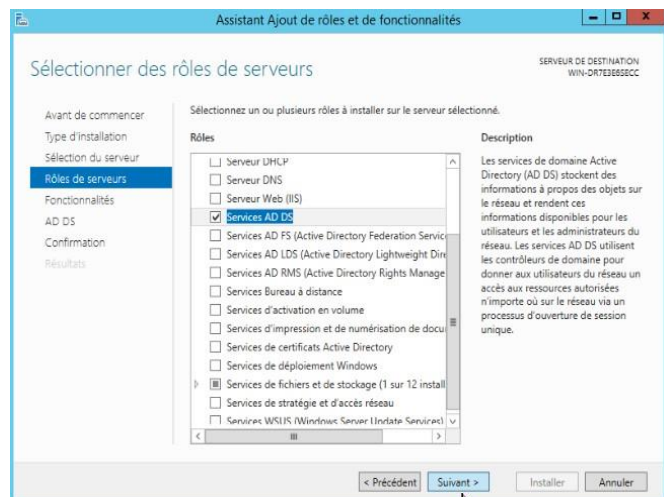 Assistant Ajout de rôles et de fonctionnalités
Sélectionner des rôles de serveurs
SERVEUR DE DESTINATION
WIN-DR7E3E65ECC
Avant de commencer
Type d'installation
Sélection du serveur
Rôles de serveurs
Fonctionnalités
AD DS
Confirmation
Résultats
Sélectionnez un ou plusieurs rôles à installer sur le serveur sélectionné.
Rôles
Serveur DHCP
Serveur DNS
Serveur Web (IIS)
Services AD DS
Services AD FS (Active Directory Federation Service
Services AD LDS (Active Directory Lightweight Dire
Services AD RMS (Active Directory Rights Manage
Services Bureau à distance
Services d'activation en volume
Services d'impression et de numérisation de docu
Services de certificats Active Directory
Services de déploiement Windows
Services de fichiers et de stockage (1 sur 12 install
Services de stratégie et d'accès réseau
Services WSUS (Windows Server Update Services)
Description
Les services de domaine Active
Directory (AD DS) stockent des
informations à propos des objets sur
le réseau et rendent ces
informations disponibles pour les
utilisateurs et les administrateurs du
réseau. Les services AD DS utilisent
les contrôleurs de domaine pour
donner aux utilisateurs du réseau un
accès aux ressources autorisées
n'importe où sur le réseau via un
processus d'ouverture de session
unique.
< Précédent
Suivant >
Installer
Annuler